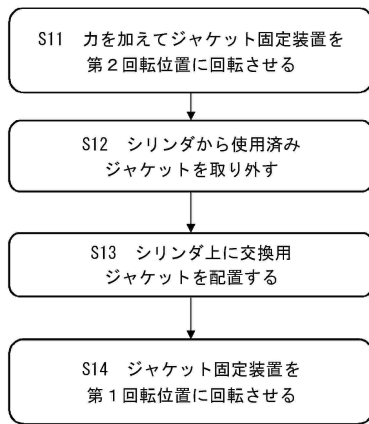 S11 力を加えてジャケット固定装置を
第２回転位置に回転させる
S12 シリンダから使用済み
ジャケットを取り外す
S13 シリンダ上に交換用
ジャケットを配置する
S14 ジャケット固定装置を
第１回転位置に回転させる